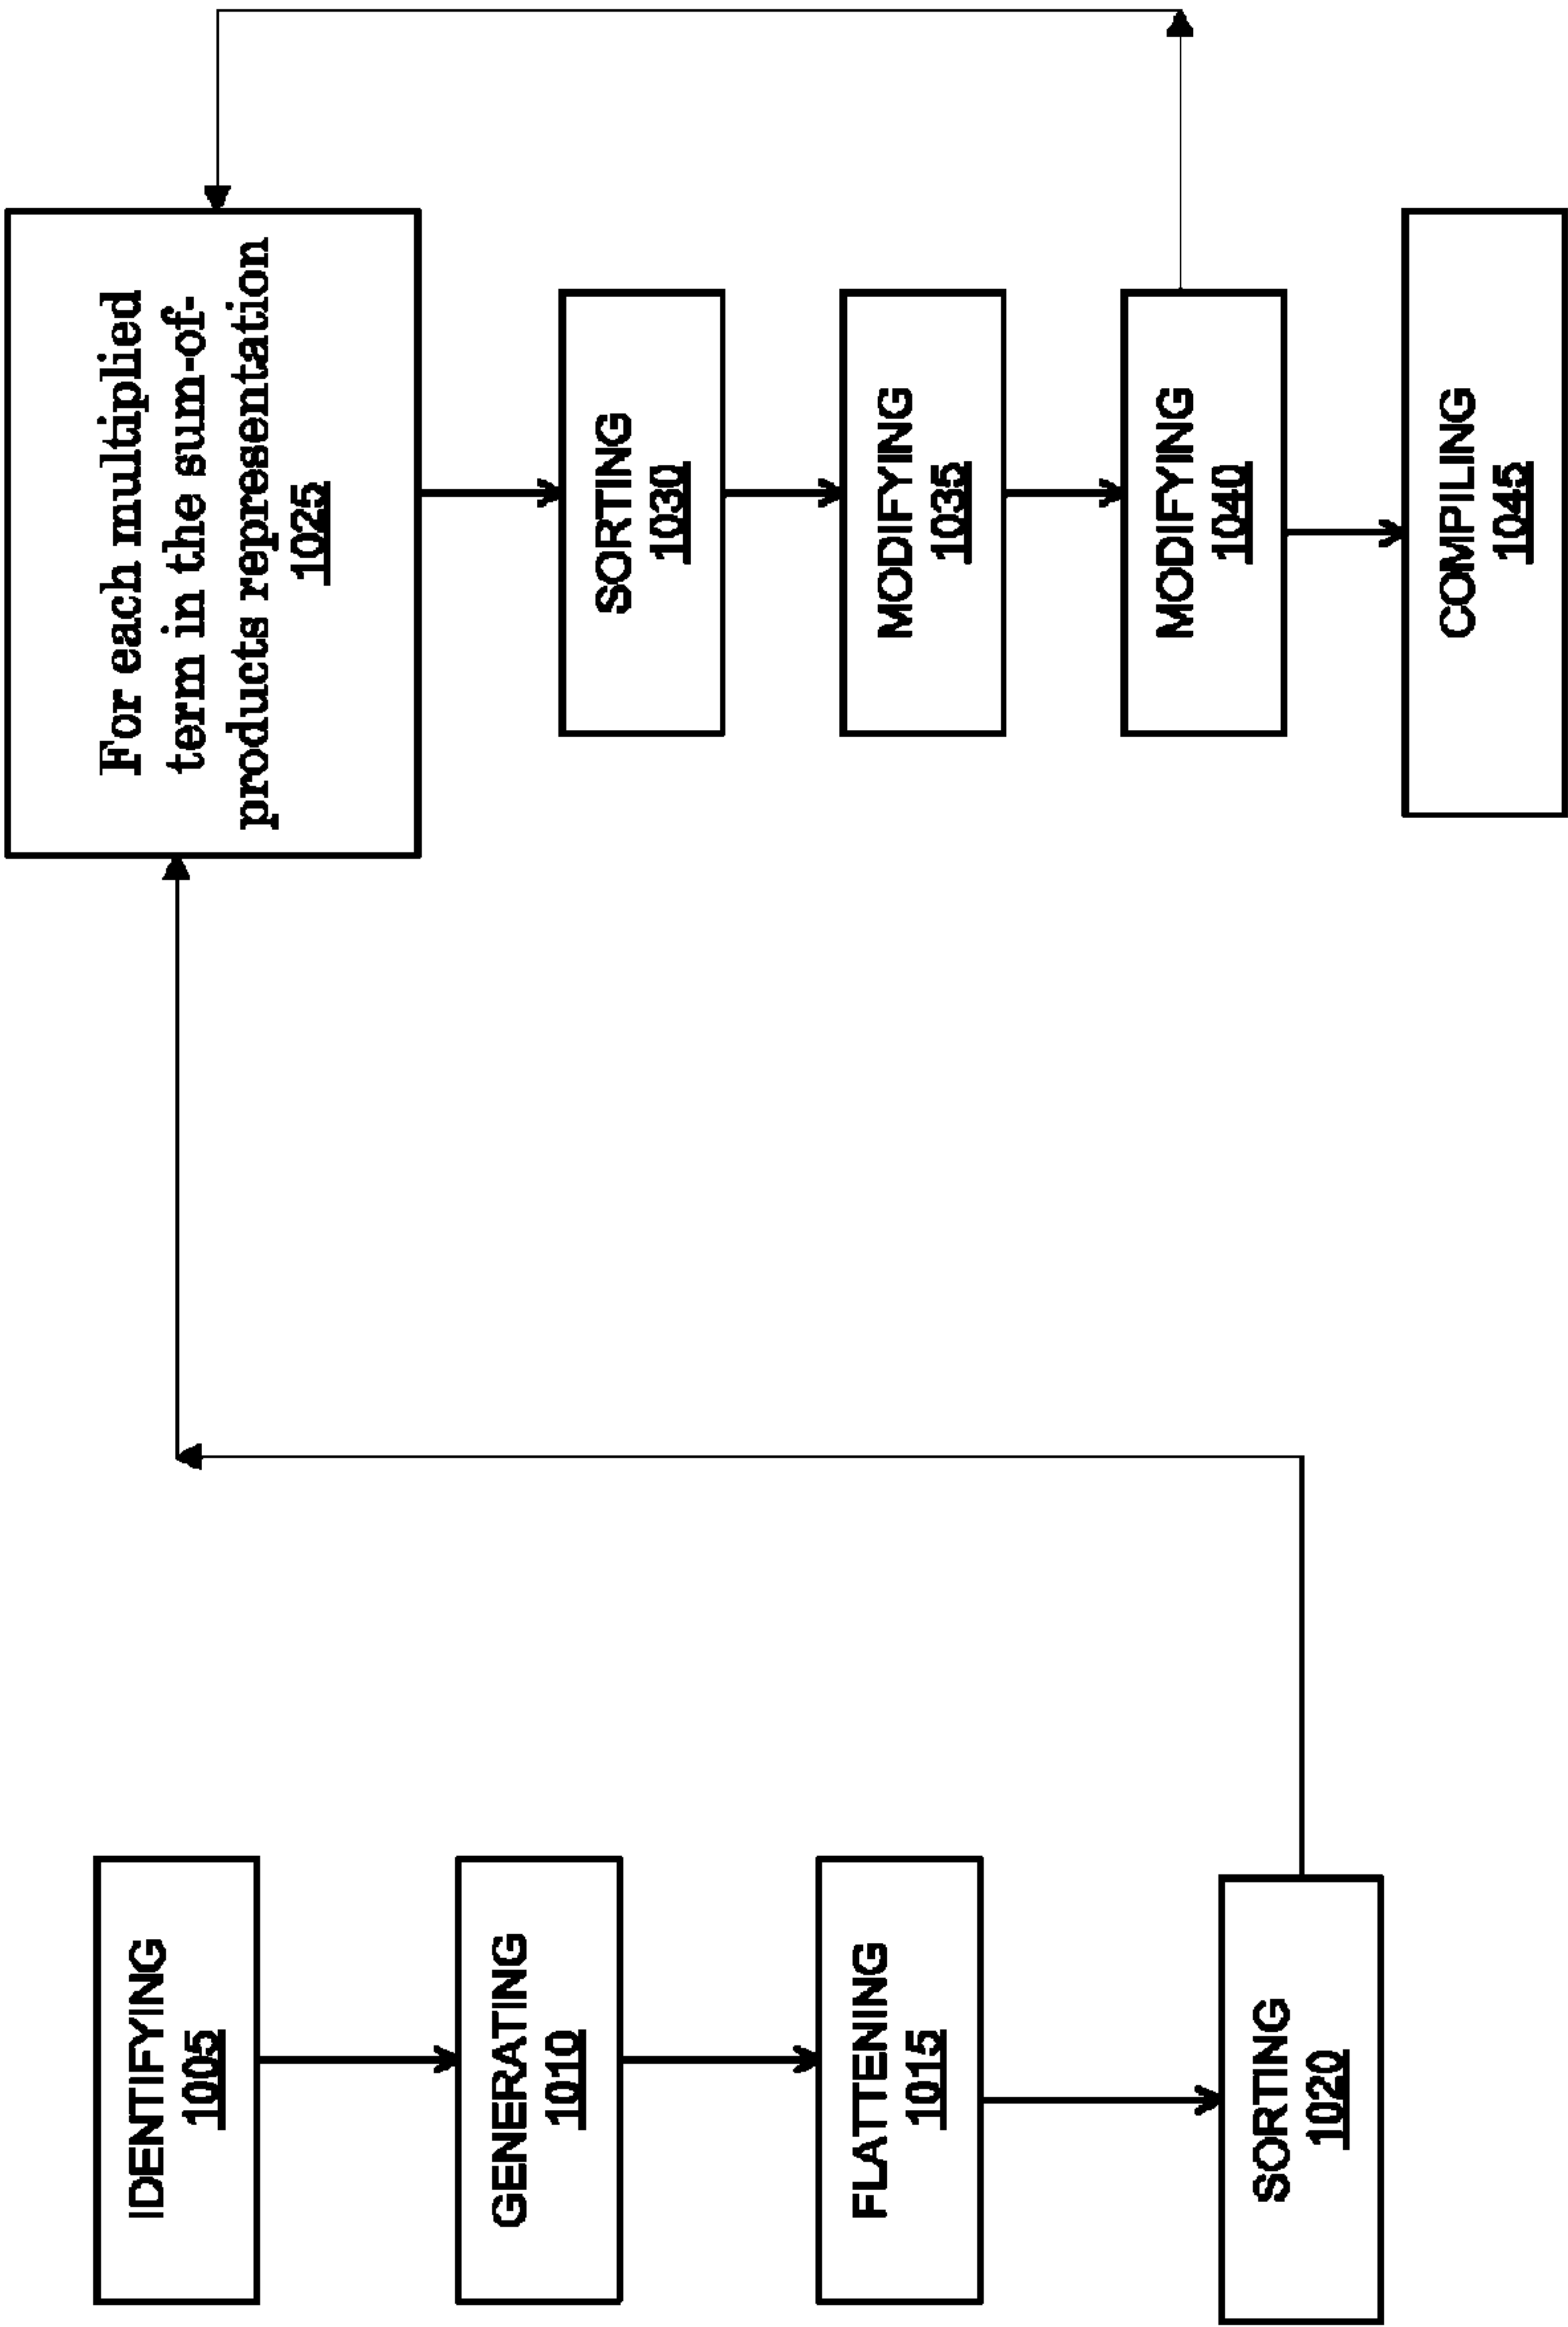 IDENTIFYING
1005
GENERATING
1010
FLATTENING
1015
SORTING
1020
For each multiplied
term in the sum-of-
products representation
1025
SORTING
1030
MODIFYING
1035
MODIFYING
1040
COMPILING
1045